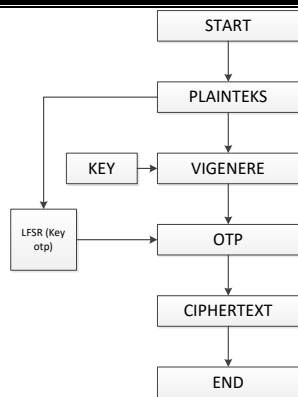 START
PLAINTEKS
KEY
VIGENERE
LFSR (Key
otp)
OTP
CIPHERTEXT
END